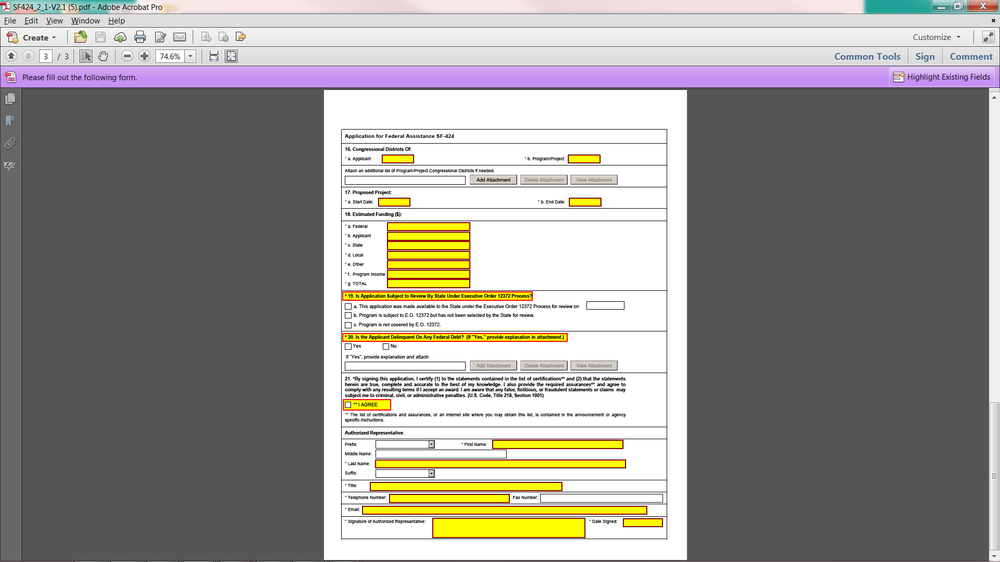 SF424_2_1-V2.1 (5).pdf - Adobe Acrobat Pro
File Edit View Window Help
Create Customize
3 / 3 74.6% Common Tools Sign Comment
Please fill out the following form. Highlight Existing Fields
Application for Federal Assistance SF-424
16. Congressional Districts Of:
* a. Applicant * b. Program/Project
Attach an additional list of Program/Project Congressional Districts if needed.
Add Attachment Delete Attachment View Attachment
17. Proposed Project:
* a. Start Date: * b. End Date:
18. Estimated Funding ($):
* a. Federal
* b. Applicant
* c. State
* d. Local
* e. Other
* f. Program Income
* g. TOTAL
* 19. Is Application Subject to Review By State Under Executive Order 12372 Process?
a. This application was made available to the State under the Executive Order 12372 Process for review on .
b. Program is subject to E.O. 12372 but has not been selected by the State for review.
c. Program is not covered by E.O. 12372.
* 20. Is the Applicant Delinquent On Any Federal Debt? (If "Yes," provide explanation in attachment.)
Yes No
If "Yes", provide explanation and attach
Add Attachment Delete Attachment View Attachment
21. *By signing this application, I certify (1) to the statements contained in the list of certifications** and (2) that the statements
herein are true, complete and accurate to the best of my knowledge. I also provide the required assurances** and agree to
comply with any resulting terms if I accept an award. I am aware that any false, fictitious, or fraudulent statements or claims may
subject me to criminal, civil, or administrative penalties. (U.S. Code, Title 218, Section 1001)
** I AGREE
** The list of certifications and assurances, or an internet site where you may obtain this list, is contained in the announcement or agency
specific instructions.
Authorized Representative:
Prefix: * First Name:
Middle Name:
* Last Name:
Suffix:
* Title:
* Telephone Number: Fax Number:
* Email:
* Signature of Authorized Representative: * Date Signed: